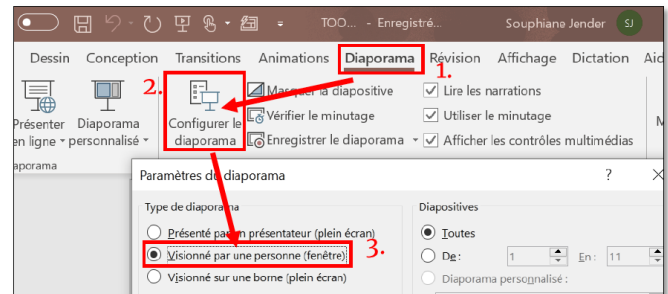 TOO... - Enregistré... Souphiane Jender SJ
Dessin Conception Transitions Animations Diaporama Révision Affichage Dictation Aid
1.
2.
Masquer la diapositive Lire les narrations
Présenter Diaporama Configurer le Vérifier le minutage Utiliser le minutage
en ligne personnalisé diaporama Enregistrer le diaporama Afficher les contrôles multimédias
aporama
Paramètres du diaporama ? X
Type de diaporama Diapositives
Présenté par un présentateur (plein écran) Toutes
Visionné par une personne (fenêtre) 3. De : 1 En : 11
Visionné sur une borne (plein écran) Diaporama personnalisé :